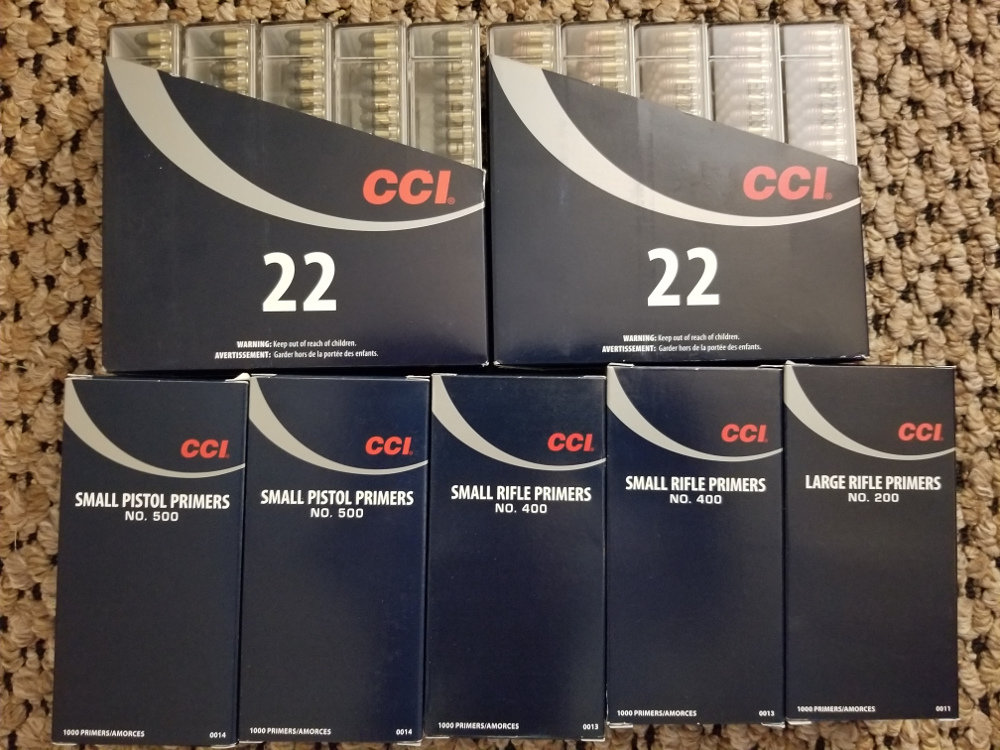 CCI®
22
WARNING: Keep out of reach of children.
AVERTISSEMENT: Garder hors de la portée des enfants.
CCI®
22
WARNING: Keep out of reach of children.
AVERTISSEMENT: Garder hors de la portée des enfants.
CCI
SMALL PISTOL PRIMERS
NO. 500
1000 PRIMERS/AMORCES 0014
CCI
SMALL PISTOL PRIMERS
NO. 500
1000 PRIMERS/AMORCES 0014
CCI
SMALL RIFLE PRIMERS
NO. 400
1000 PRIMERS/AMORCES 0013
CCI
SMALL RIFLE PRIMERS
NO. 400
1000 PRIMERS/AMORCES 0013
CCI
LARGE RIFLE PRIMERS
NO. 200
1000 PRIMERS/AMORCES 0011